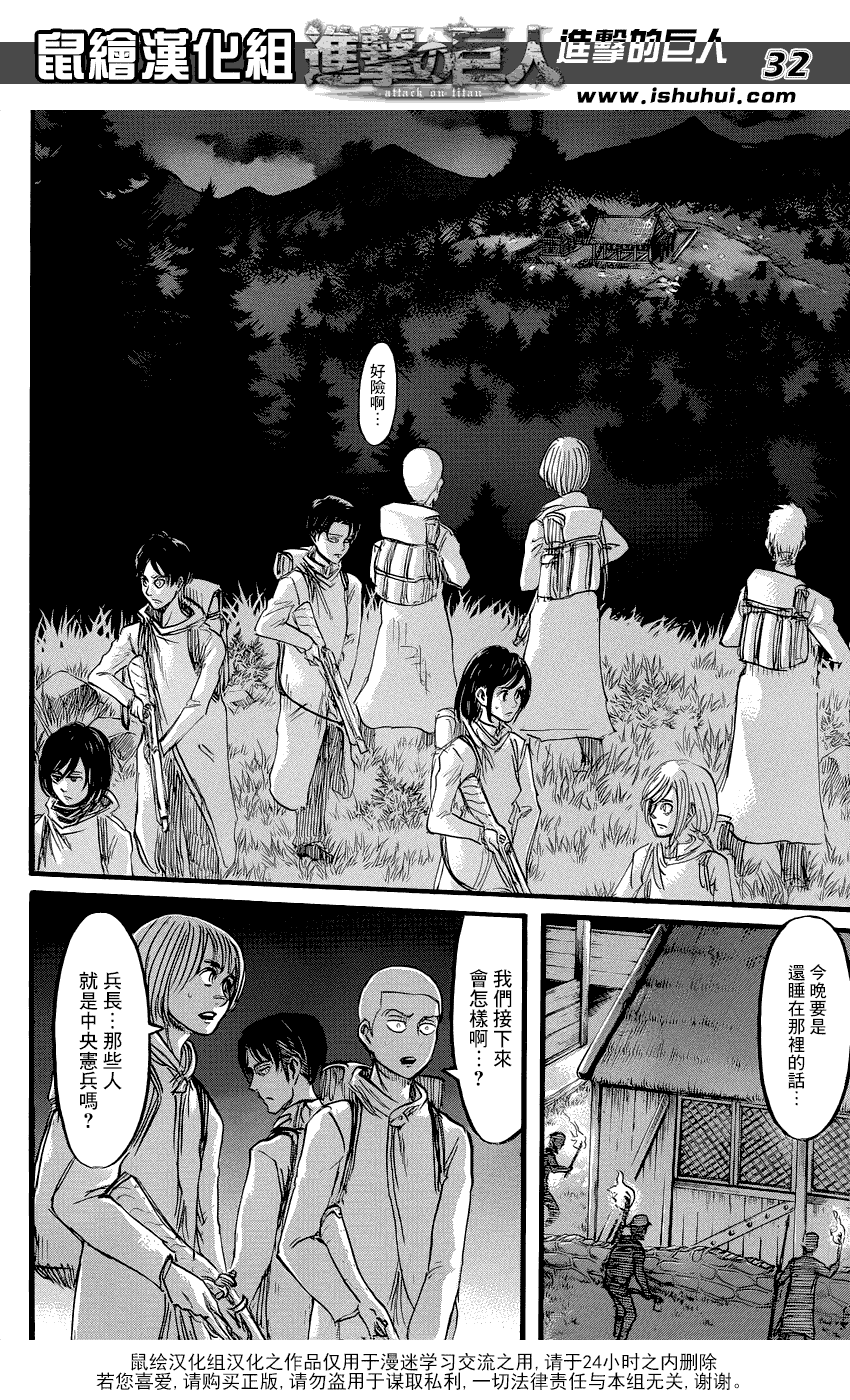 鼠繪漢化組
進撃の巨人
attack on titan
進擊的巨人
32
www.ishuhui.com
好險啊…
今晚要是
還睡在那裡的話…
我們接下來
會怎樣啊…?
兵長…那些人
就是中央憲兵嗎?
鼠绘汉化组汉化之作品仅用于漫迷学习交流之用,请于24小时之内删除
若您喜爱,请购买正版,请勿盗用于谋取私利,一切法律责任与本组无关,谢谢。